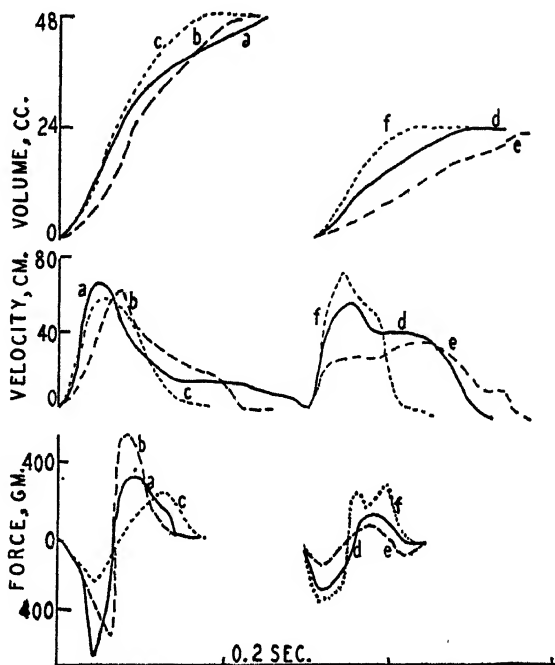 VOLUME, CC.
48
24
0
c
b
a
f
d
e
VELOCITY, CM.
80
40
0
a
b
c
f
d
e
FORCE, GM.
400
0
400
b
a
c
f
d
e
0.2 SEC.